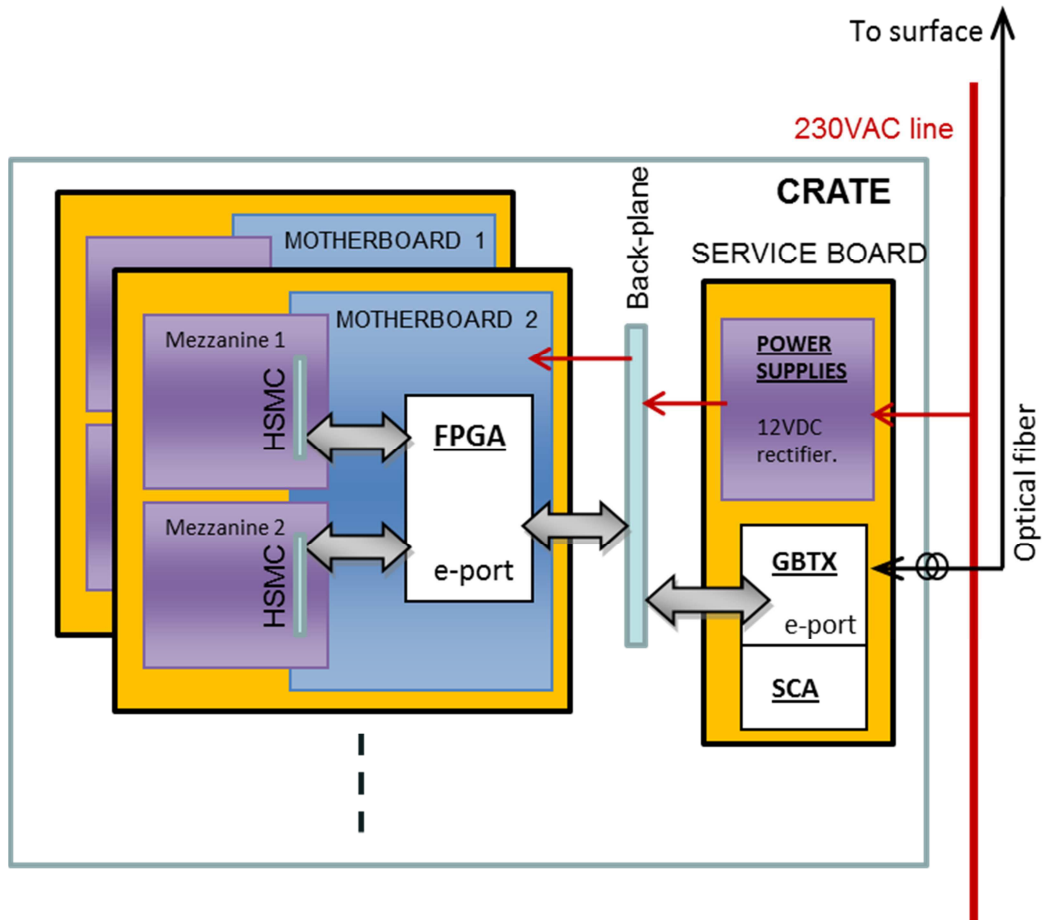 To surface
230VAC line
CRATE
Back-plane
SERVICE BOARD
MOTHERBOARD 1
MOTHERBOARD 2
Mezzanine 1
HSMC
FPGA
e-port
Mezzanine 2
HSMC
POWER
SUPPLIES
12VDC
rectifier.
GBTX
e-port
SCA
Optical fiber